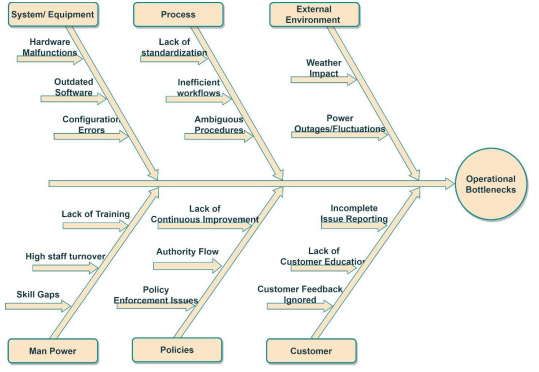 System/ Equipment
Process
External
Environment
Hardware
Malfunctions
Outdated
Software
Configuration
Errors
Lack of
standardization
Inefficient
workflows
Ambiguous
Procedures
Weather
Impact
Power
Outages/Fluctuations
Operational
Bottlenecks
Lack of Training
High staff turnover
Skill Gaps
Lack of
Continuous Improvement
Authority Flow
Policy
Enforcement Issues
Incomplete
Issue Reporting
Lack of
Customer Education
Customer Feedback
Ignored
Man Power
Policies
Customer